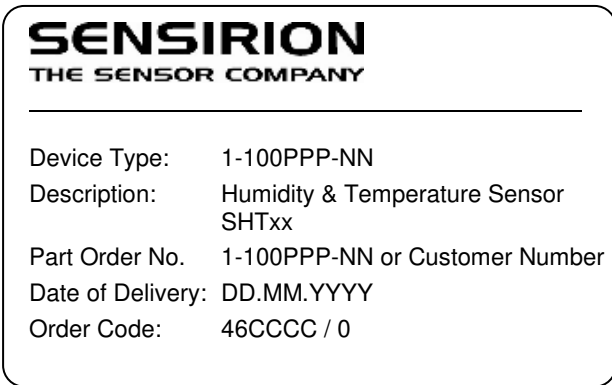 SENSIRION
THE SENSOR COMPANY
Device Type: 1-100PPP-NN
Description: Humidity & Temperature Sensor
SHTxx
Part Order No. 1-100PPP-NN or Customer Number
Date of Delivery: DD.MM.YYYY
Order Code: 46CCCC / 0